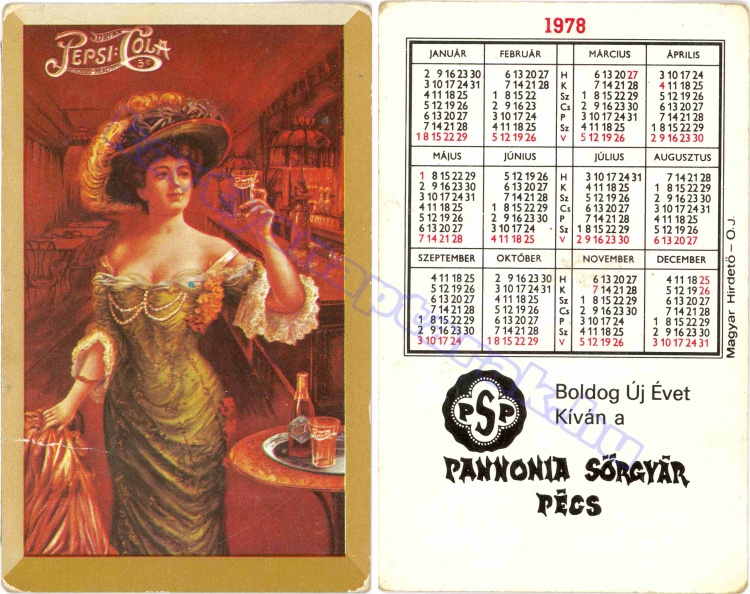 DRINK
PEPSI:COLA
5¢
PEPSI:COLA
1978
JANUÁR FEBRUÁR MÁRCIUS ÁPRILIS
2 9 16 23 30 6 13 20 27 H 6 13 20 27 3 10 17 24
3 10 17 24 31 7 14 21 28 K 7 14 21 28 4 11 18 25
4 11 18 25 1 8 15 22 Sz 1 8 15 22 29 5 12 19 26
5 12 19 26 2 9 16 23 Cs 2 9 16 23 30 6 13 20 27
6 13 20 27 3 10 17 24 P 3 10 17 24 31 7 14 21 28
7 14 21 28 4 11 18 25 Sz 4 11 18 25 1 8 15 22 29
1 8 15 22 29 5 12 19 26 V 5 12 19 26 2 9 16 23 30
MÁJUS JÚNIUS JÚLIUS AUGUSZTUS
1 8 15 22 29 5 12 19 26 H 3 10 17 24 31 7 14 21 28
2 9 16 23 30 6 13 20 27 K 4 11 18 25 1 8 15 22 29
3 10 17 24 31 7 14 21 28 Sz 5 12 19 26 2 9 16 23 30
4 11 18 25 1 8 15 22 29 Cs 6 13 20 27 3 10 17 24 31
5 12 19 26 2 9 16 23 30 P 7 14 21 28 4 11 18 25
6 13 20 27 3 10 17 24 Sz 1 8 15 22 29 5 12 19 26
7 14 21 28 4 11 18 25 V 2 9 16 23 30 6 13 20 27
SZEPTEMBER OKTÓBER NOVEMBER DECEMBER
4 11 18 25 2 9 16 23 30 H 6 13 20 27 4 11 18 25
5 12 19 26 3 10 17 24 31 K 7 14 21 28 5 12 19 26
6 13 20 27 4 11 18 25 Sz 1 8 15 22 29 6 13 20 27
7 14 21 28 5 12 19 26 Cs 2 9 16 23 30 7 14 21 28
1 8 15 22 29 6 13 20 27 P 3 10 17 24 1 8 15 22 29
2 9 16 23 30 7 14 21 28 Sz 4 11 18 25 2 9 16 23 30
3 10 17 24 1 8 15 22 29 V 5 12 19 26 3 10 17 24 31
Magyar Hirdető – O.J.
PSP
Boldog Új Évet
Kíván a
PANNONIA SÖRGYÁR
PÉCS